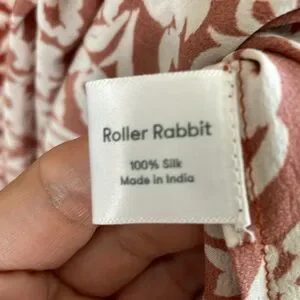 Roller Rabbit
100% Silk
Made in India